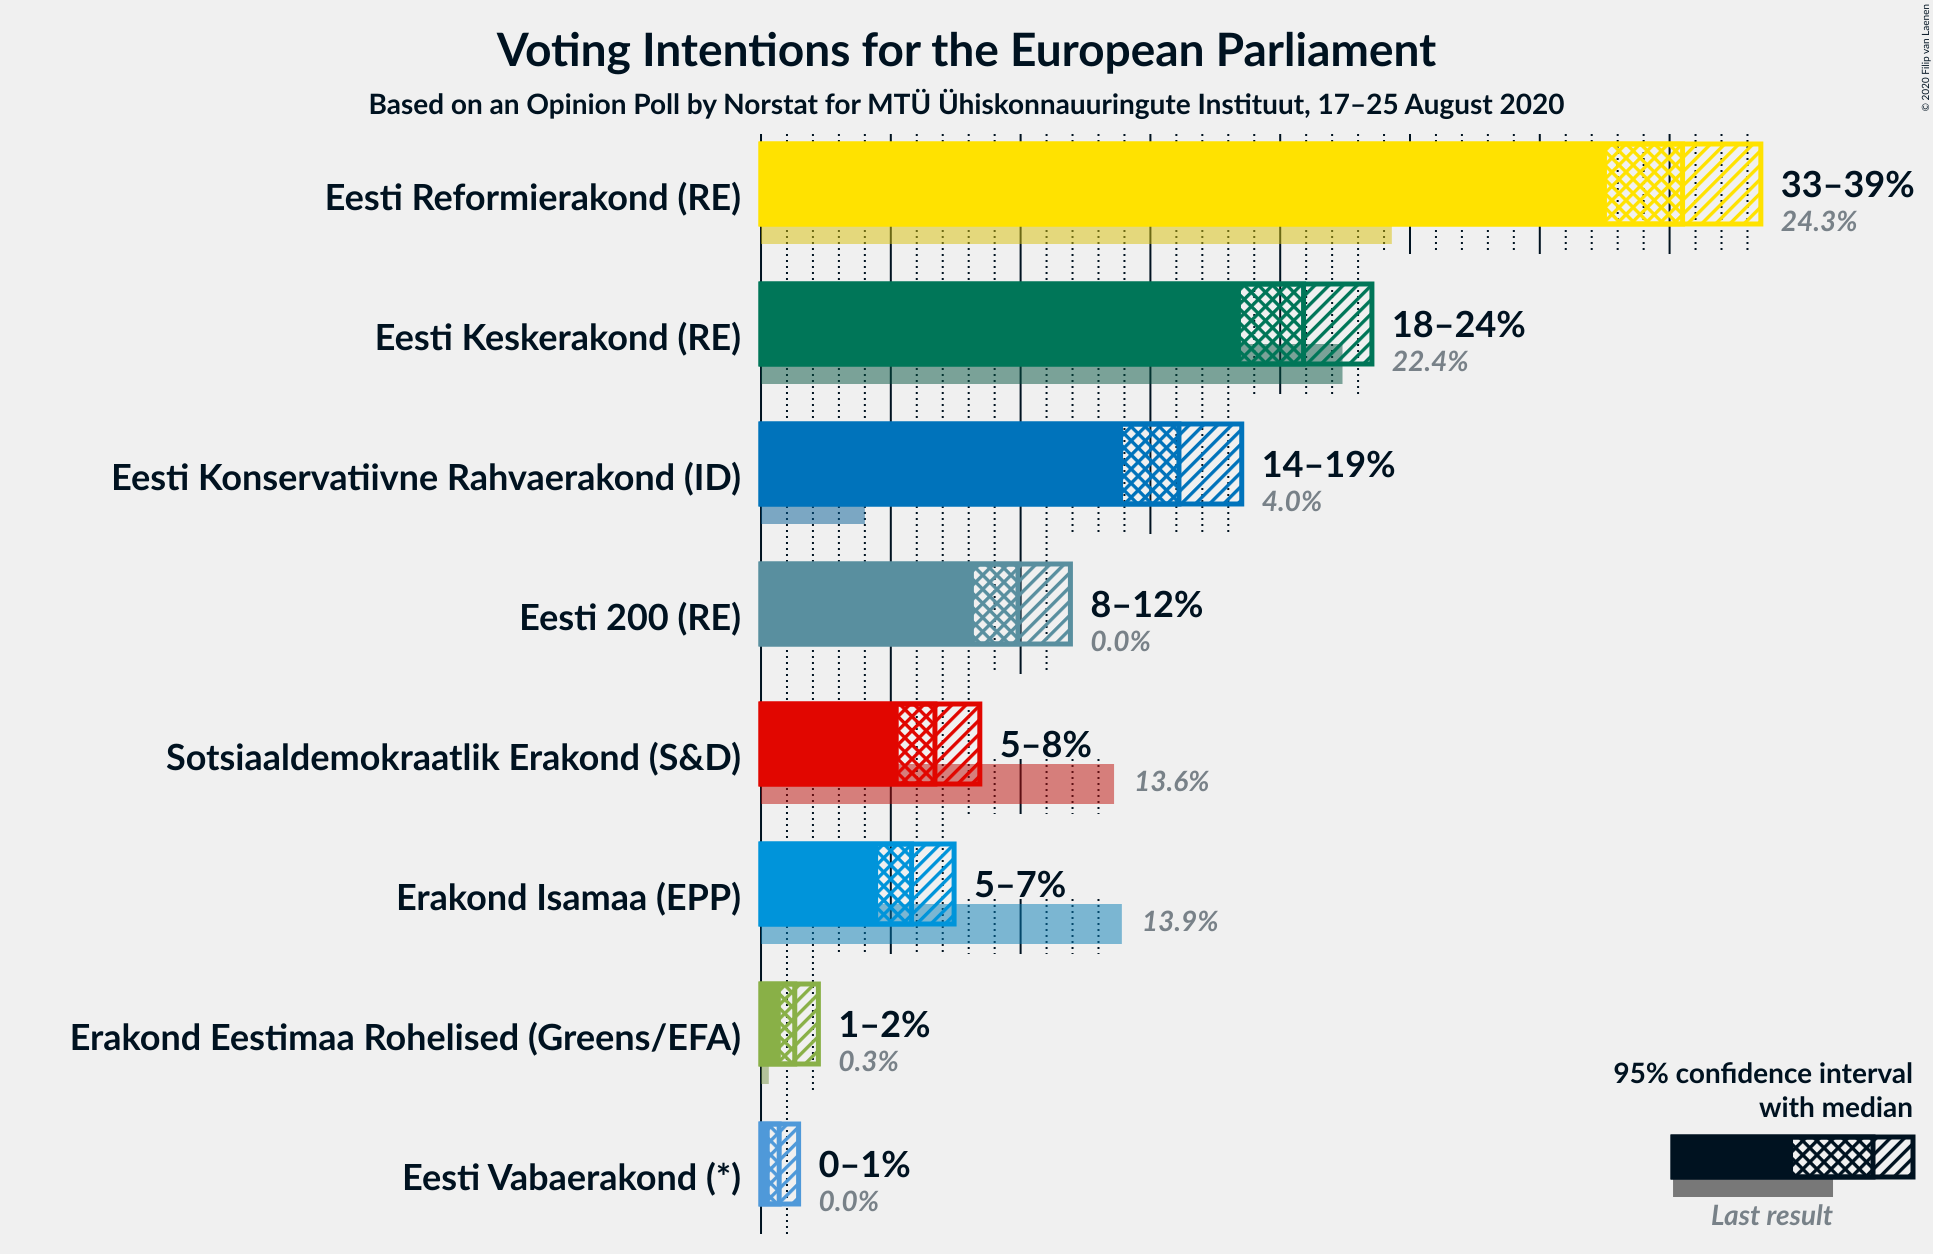 Voting Intentions for the European Parliament
Based on an Opinion Poll by Norstat for MTÜ Ühiskonnauuringute Instituut, 17–25 August 2020
© 2020 Filip van Laenen
Eesti Reformierakond (RE)
33–39%
24.3%
Eesti Keskerakond (RE)
18–24%
22.4%
Eesti Konservatiivne Rahvaerakond (ID)
14–19%
4.0%
Eesti 200 (RE)
8–12%
0.0%
Sotsiaaldemokraatlik Erakond (S&D)
5–8%
13.6%
Erakond Isamaa (EPP)
5–7%
13.9%
Erakond Eestimaa Rohelised (Greens/EFA)
1–2%
0.3%
Eesti Vabaerakond (*)
0–1%
0.0%
95% confidence interval
with median
Last result